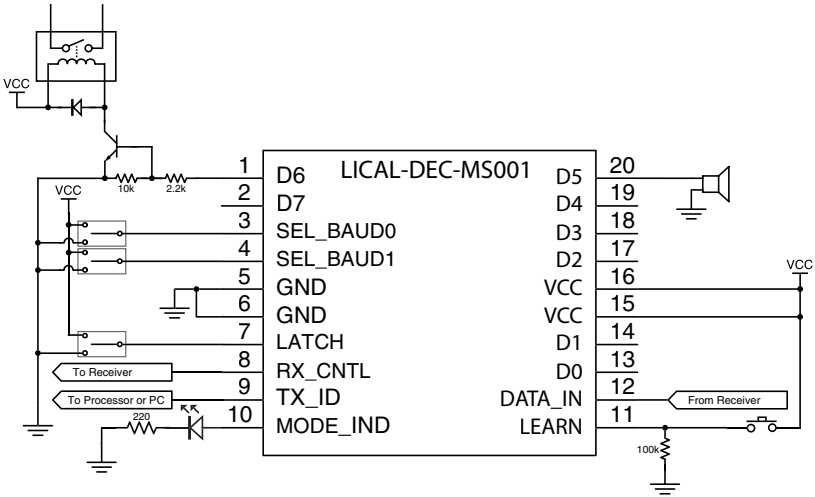 VCC
10k
2.2k
VCC
LICAL-DEC-MS001
1 D6
2 D7
3 SEL_BAUD0
4 SEL_BAUD1
5 GND
6 GND
7 LATCH
8 RX_CNTL
9 TX_ID
10 MODE_IND
To Receiver
To Processor or PC
220
D5 20
D4 19
D3 18
D2 17
VCC 16
VCC 15
D1 14
D0 13
DATA_IN 12
LEARN 11
VCC
From Receiver
100k